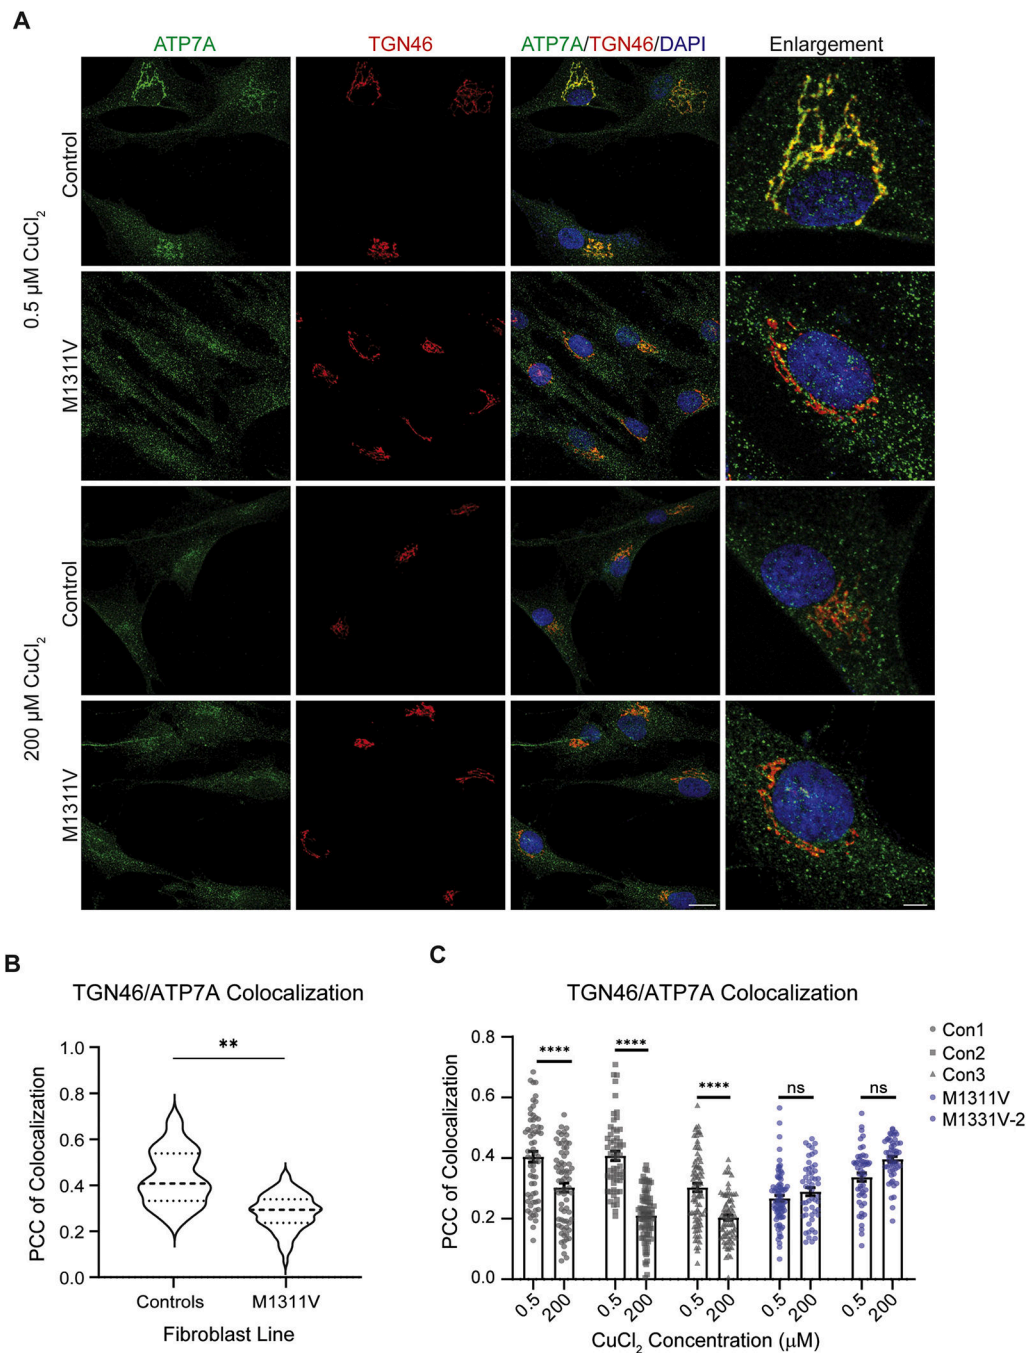 A
ATP7A
TGN46
ATP7A/TGN46/DAPI
Enlargement
0.5 µM CuCl₂
Control
M1311V
200 µM CuCl₂
Control
M1311V
B
TGN46/ATP7A Colocalization
PCC of Colocalization
1.0
0.8
0.6
0.4
0.2
0.0
**
Controls
M1311V
Fibroblast Line
C
TGN46/ATP7A Colocalization
PCC of Colocalization
0.8
0.6
0.4
0.2
0.0
****
****
****
ns
ns
0.5
200
0.5
200
0.5
200
0.5
200
0.5
200
CuCl₂ Concentration (µM)
Con1
Con2
Con3
M1311V
M1331V-2